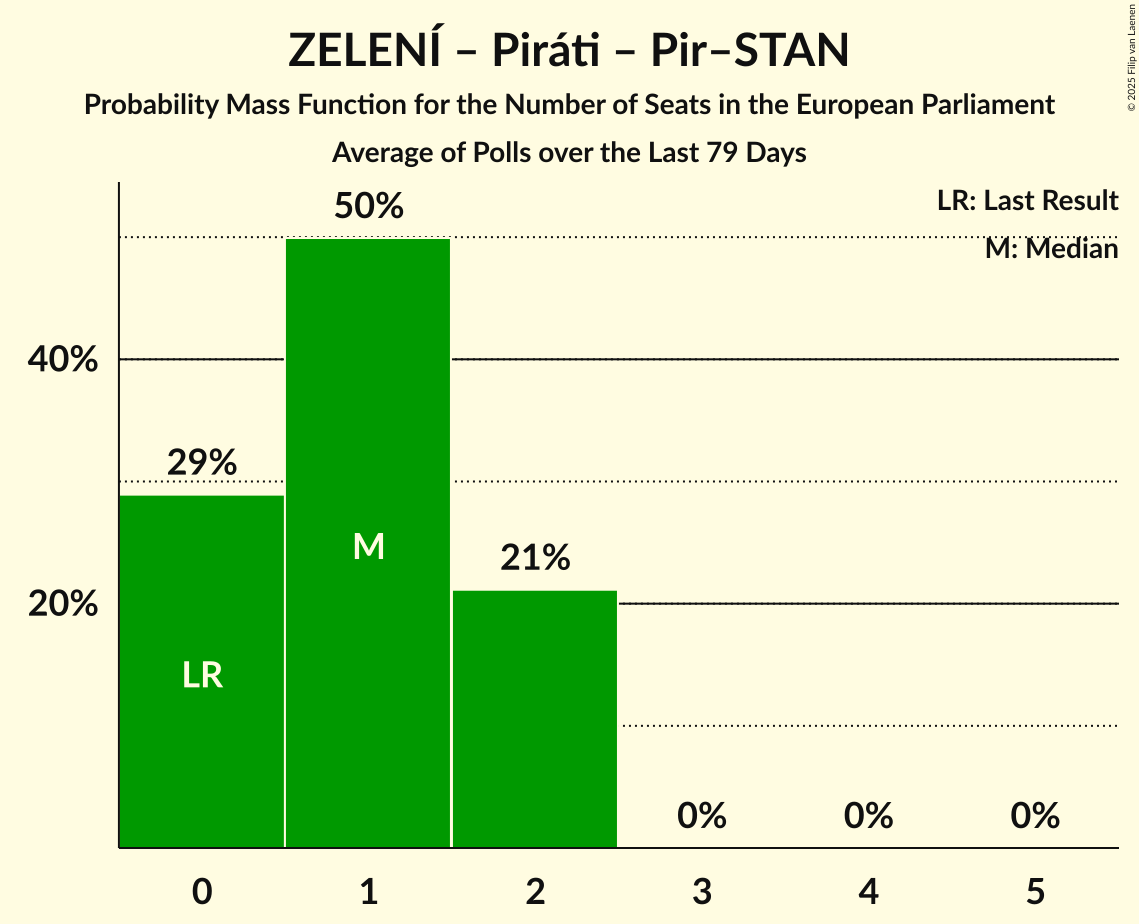 ZELENÍ – Piráti – Pir–STAN
Probability Mass Function for the Number of Seats in the European Parliament
Average of Polls over the Last 79 Days
© 2025 Filip van Laenen
LR: Last Result
M: Median
50%
40%
29%
M
21%
20%
LR
0%
0%
0%
0
1
2
3
4
5